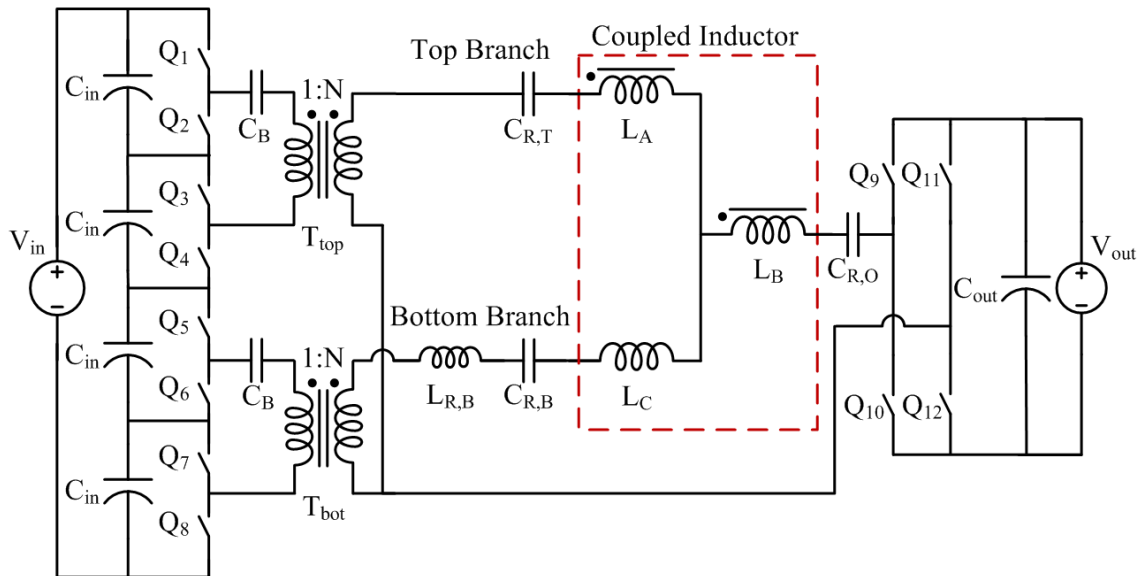 Top Branch
Coupled Inductor
Q1
Cin
1:N
CB
Q2
CR,T
LA
Q3
Q9
Q11
Cin
Ttop
Vin
+
−
Q4
LB
CR,O
Vout
+
−
Cout
Q5
Bottom Branch
1:N
Cin
CB
Q6
LR,B
CR,B
LC
Q10
Q12
Q7
Cin
Tbot
Q8